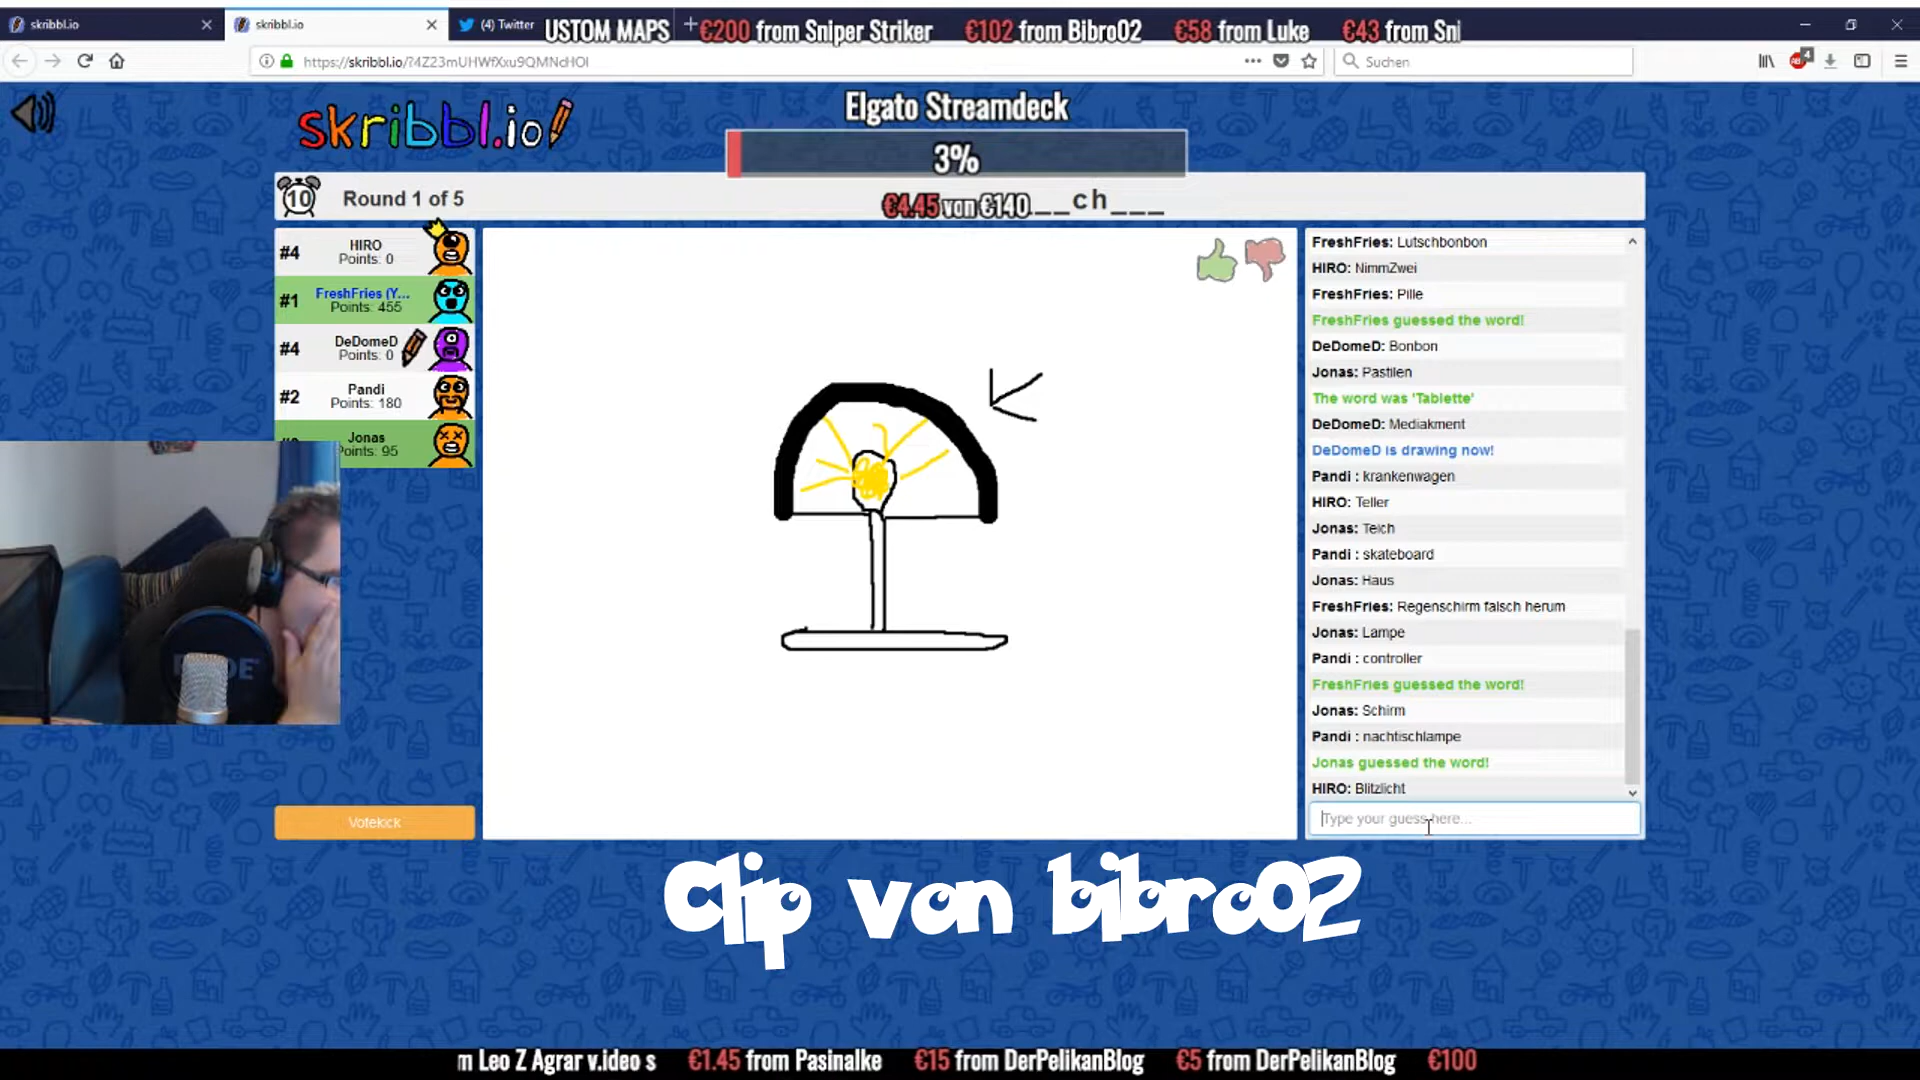 skribbl.io
skribbl.io
(4) Twitter
USTOM MAPS
€200 from Sniper Striker
€102 from Bibro02
€58 from Luke
€43 from Sni
https://skribbl.io/?4Z23mUHWfXxu9QMNcHOI
Suchen
4
skribbl.io
Elgato Streamdeck
3%
10
Round 1 of 5
€4.45 von €140
__ch___
#4
HIRO
Points: 0
#1
FreshFries (Y...
Points: 455
#4
DeDomeD
Points: 0
#2
Pandi
Points: 180
Jonas
Points: 95
Votekick
FreshFries: Lutschbonbon
HIRO: NimmZwei
FreshFries: Pille
FreshFries guessed the word!
DeDomeD: Bonbon
Jonas: Pastilen
The word was 'Tablette'
DeDomeD: Mediakment
DeDomeD is drawing now!
Pandi : krankenwagen
HIRO: Teller
Jonas: Teich
Pandi : skateboard
Jonas: Haus
FreshFries: Regenschirm falsch herum
Jonas: Lampe
Pandi : controller
FreshFries guessed the word!
Jonas: Schirm
Pandi : nachtischlampe
Jonas guessed the word!
HIRO: Blitzlicht
Type your guess here...
Clip von bibro02
m Leo Z Agrar v.ideo s
€1.45 from Pasinalke
€15 from DerPelikanBlog
€5 from DerPelikanBlog
€100